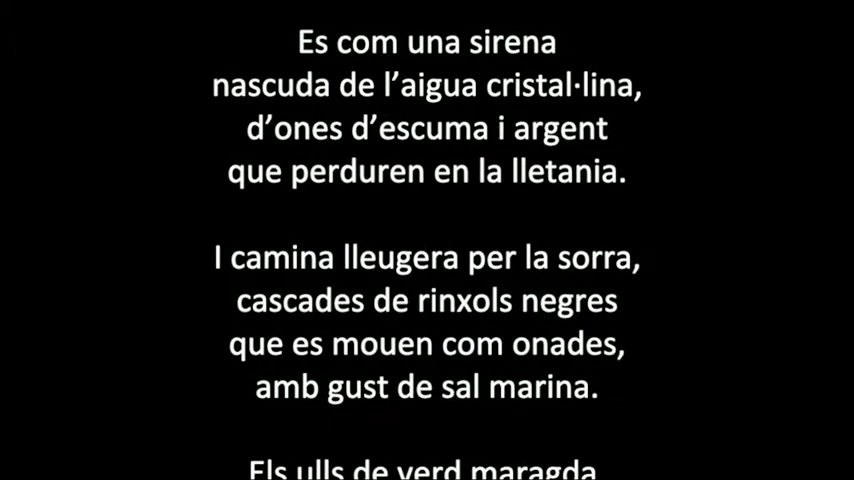 Es com una sirena
nascuda de l’aigua cristal·lina,
d’ones d’escuma i argent
que perduren en la lletania.
I camina lleugera per la sorra,
cascades de rinxols negres
que es mouen com onades,
amb gust de sal marina.
Els ulls de verd maragda